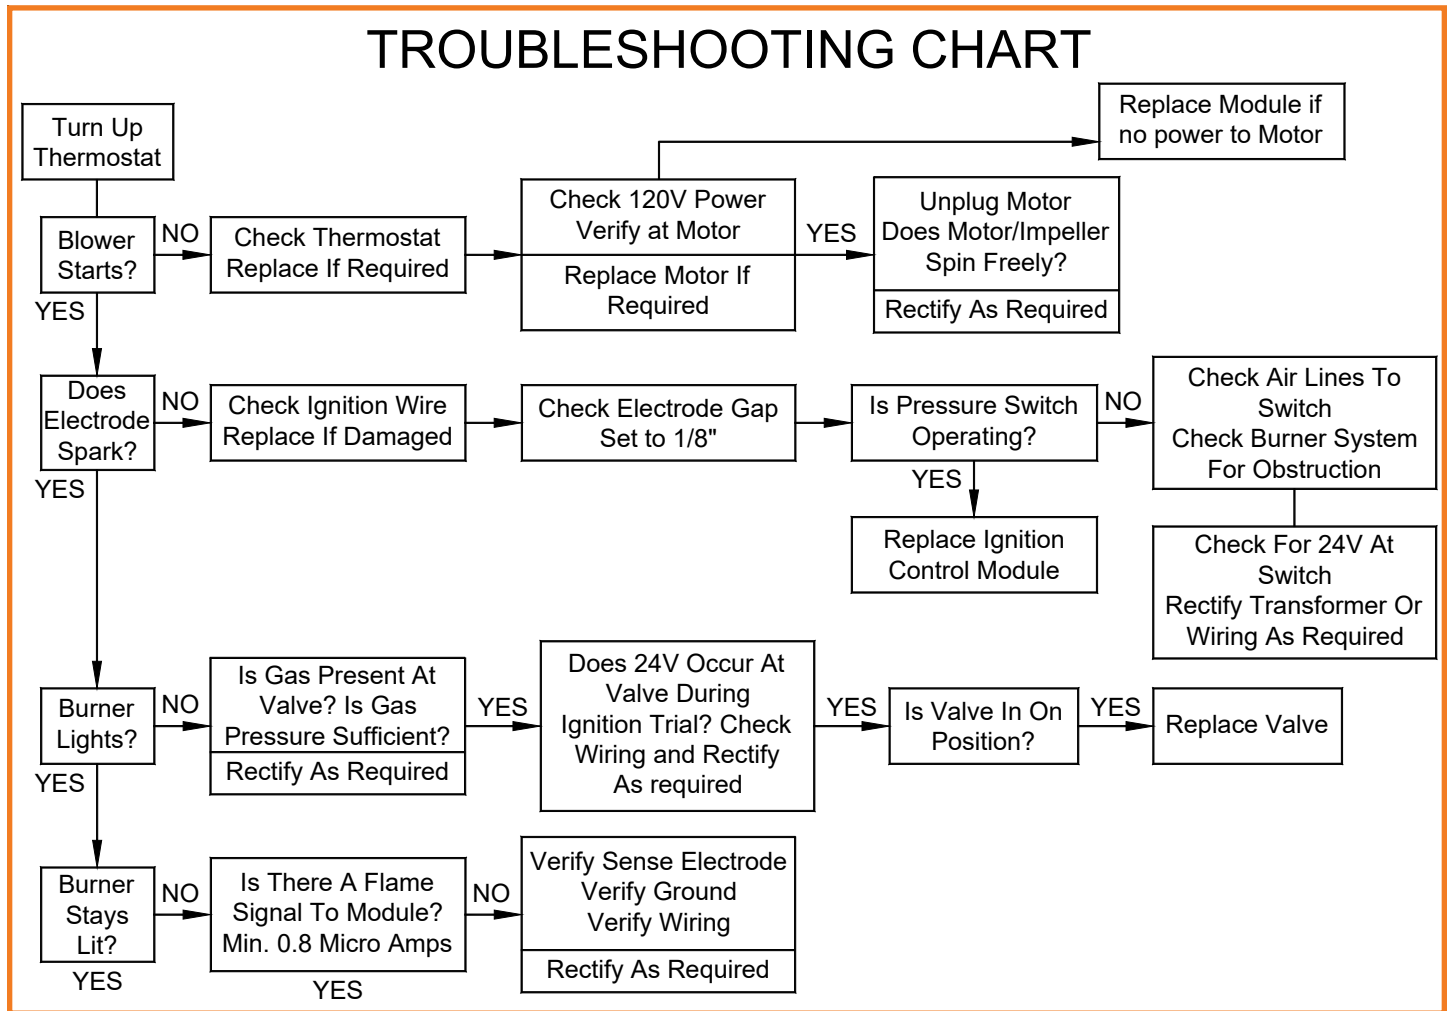 TROUBLESHOOTING CHART
Turn Up
Thermostat
Replace Module if
no power to Motor
Blower
Starts?
NO
YES
Check Thermostat
Replace If Required
Check 120V Power
Verify at Motor
Replace Motor If
Required
YES
Unplug Motor
Does Motor/Impeller
Spin Freely?
Rectify As Required
Does
Electrode
Spark?
NO
YES
Check Ignition Wire
Replace If Damaged
Check Electrode Gap
Set to 1/8"
Is Pressure Switch
Operating?
NO
YES
Check Air Lines To
Switch
Check Burner System
For Obstruction
Replace Ignition
Control Module
Check For 24V At
Switch
Rectify Transformer Or
Wiring As Required
Burner
Lights?
NO
YES
Is Gas Present At
Valve? Is Gas
Pressure Sufficient?
Rectify As Required
YES
Does 24V Occur At
Valve During
Ignition Trial? Check
Wiring and Rectify
As required
YES
Is Valve In On
Position?
YES
Replace Valve
Burner
Stays
Lit?
NO
YES
Is There A Flame
Signal To Module?
Min. 0.8 Micro Amps
NO
YES
Verify Sense Electrode
Verify Ground
Verify Wiring
Rectify As Required